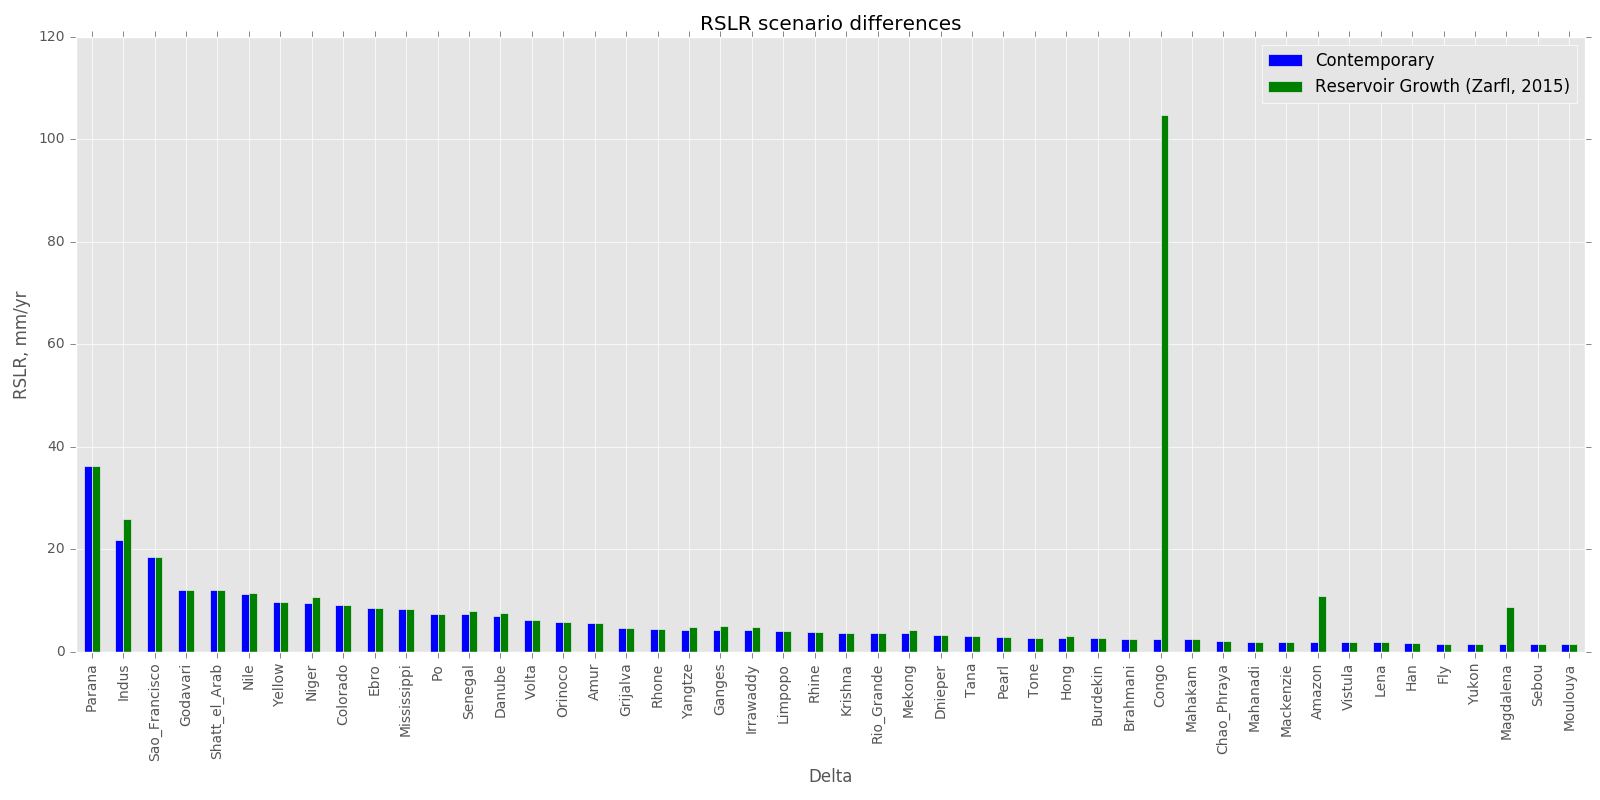 RSLR scenario differences
Contemporary
Reservoir Growth (Zarfl, 2015)
RSLR, mm/yr
120
100
80
60
40
20
0
Parana
Indus
Sao_Francisco
Godavari
Shatt_el_Arab
Nile
Yellow
Niger
Colorado
Ebro
Mississippi
Po
Senegal
Danube
Volta
Orinoco
Amur
Grijalva
Rhone
Yangtze
Ganges
Irrawaddy
Limpopo
Rhine
Krishna
Rio_Grande
Mekong
Dnieper
Tana
Pearl
Tone
Hong
Burdekin
Brahmani
Congo
Mahakam
Chao_Phraya
Mahanadi
Mackenzie
Amazon
Vistula
Lena
Han
Fly
Yukon
Magdalena
Sebou
Moulouya
Delta